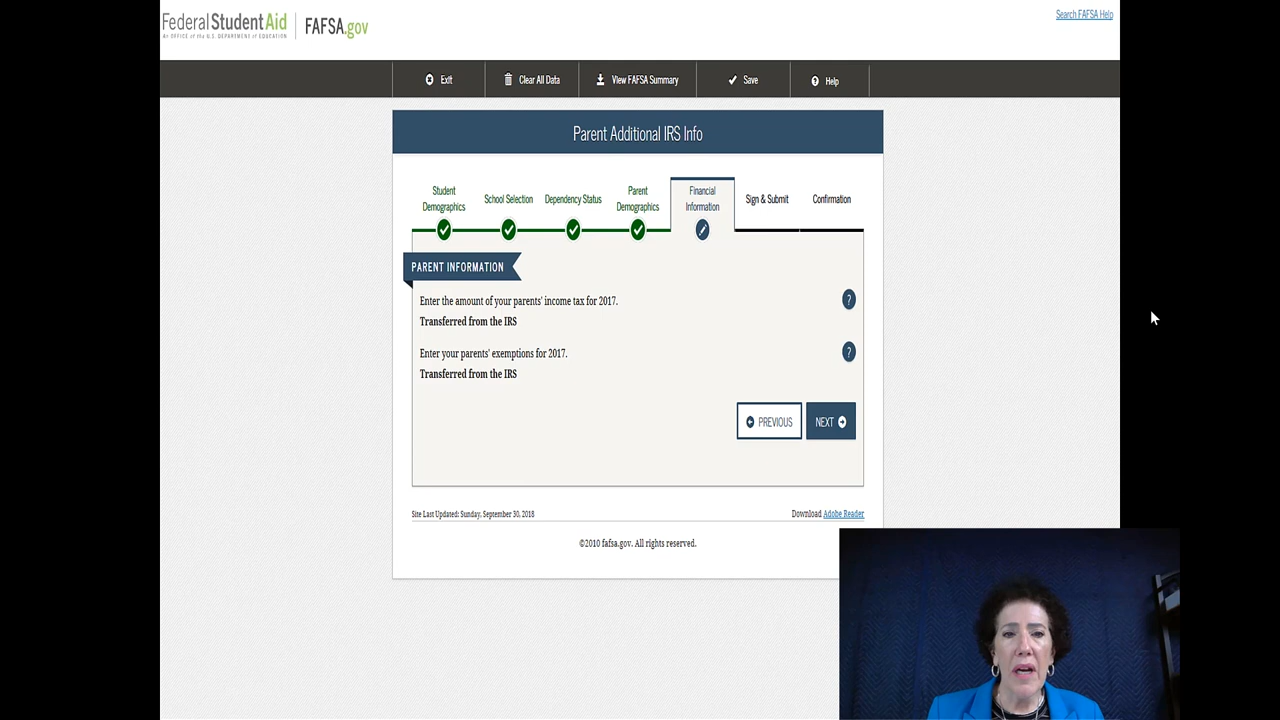 Federal Student Aid
An OFFICE of the U.S. DEPARTMENT of EDUCATION
FAFSA.gov
Search FAFSA Help
Exit
Clear All Data
View FAFSA Summary
Save
Help
Parent Additional IRS Info
Student
Demographics
School Selection
Dependency Status
Parent
Demographics
Financial
Information
Sign & Submit
Confirmation
PARENT INFORMATION
Enter the amount of your parents' income tax for 2017.
?
Transferred from the IRS
Enter your parents' exemptions for 2017.
?
Transferred from the IRS
PREVIOUS
NEXT
Site Last Updated: Sunday, September 30, 2018
Download Adobe Reader
©2010 fafsa.gov. All rights reserved.